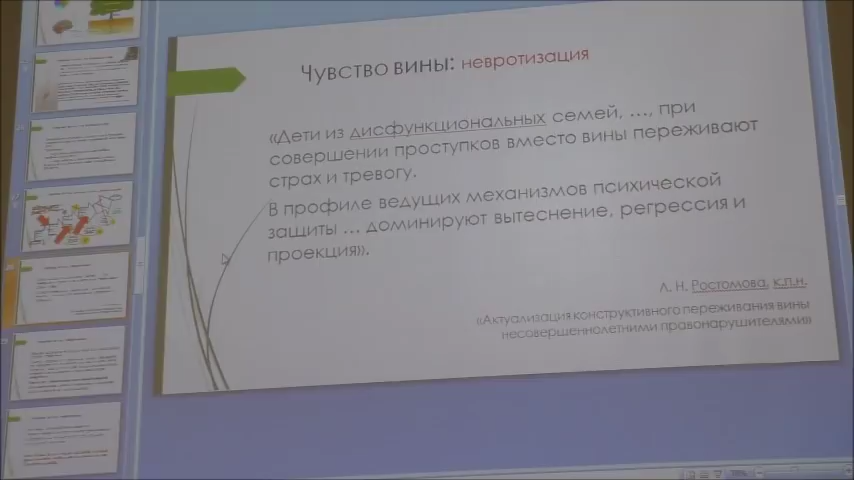 Чувство вины: невротизация
«Дети из дисфункциональных семей, ..., при
совершении проступков вместо вины переживают
страх и тревогу.
В профиле ведущих механизмов психической
защиты ... доминируют вытеснение, регрессия и
проекция».
Л. Н. Ростомова, к.п.н.
«Актуализация конструктивного переживания вины
несовершеннолетними правонарушителями»